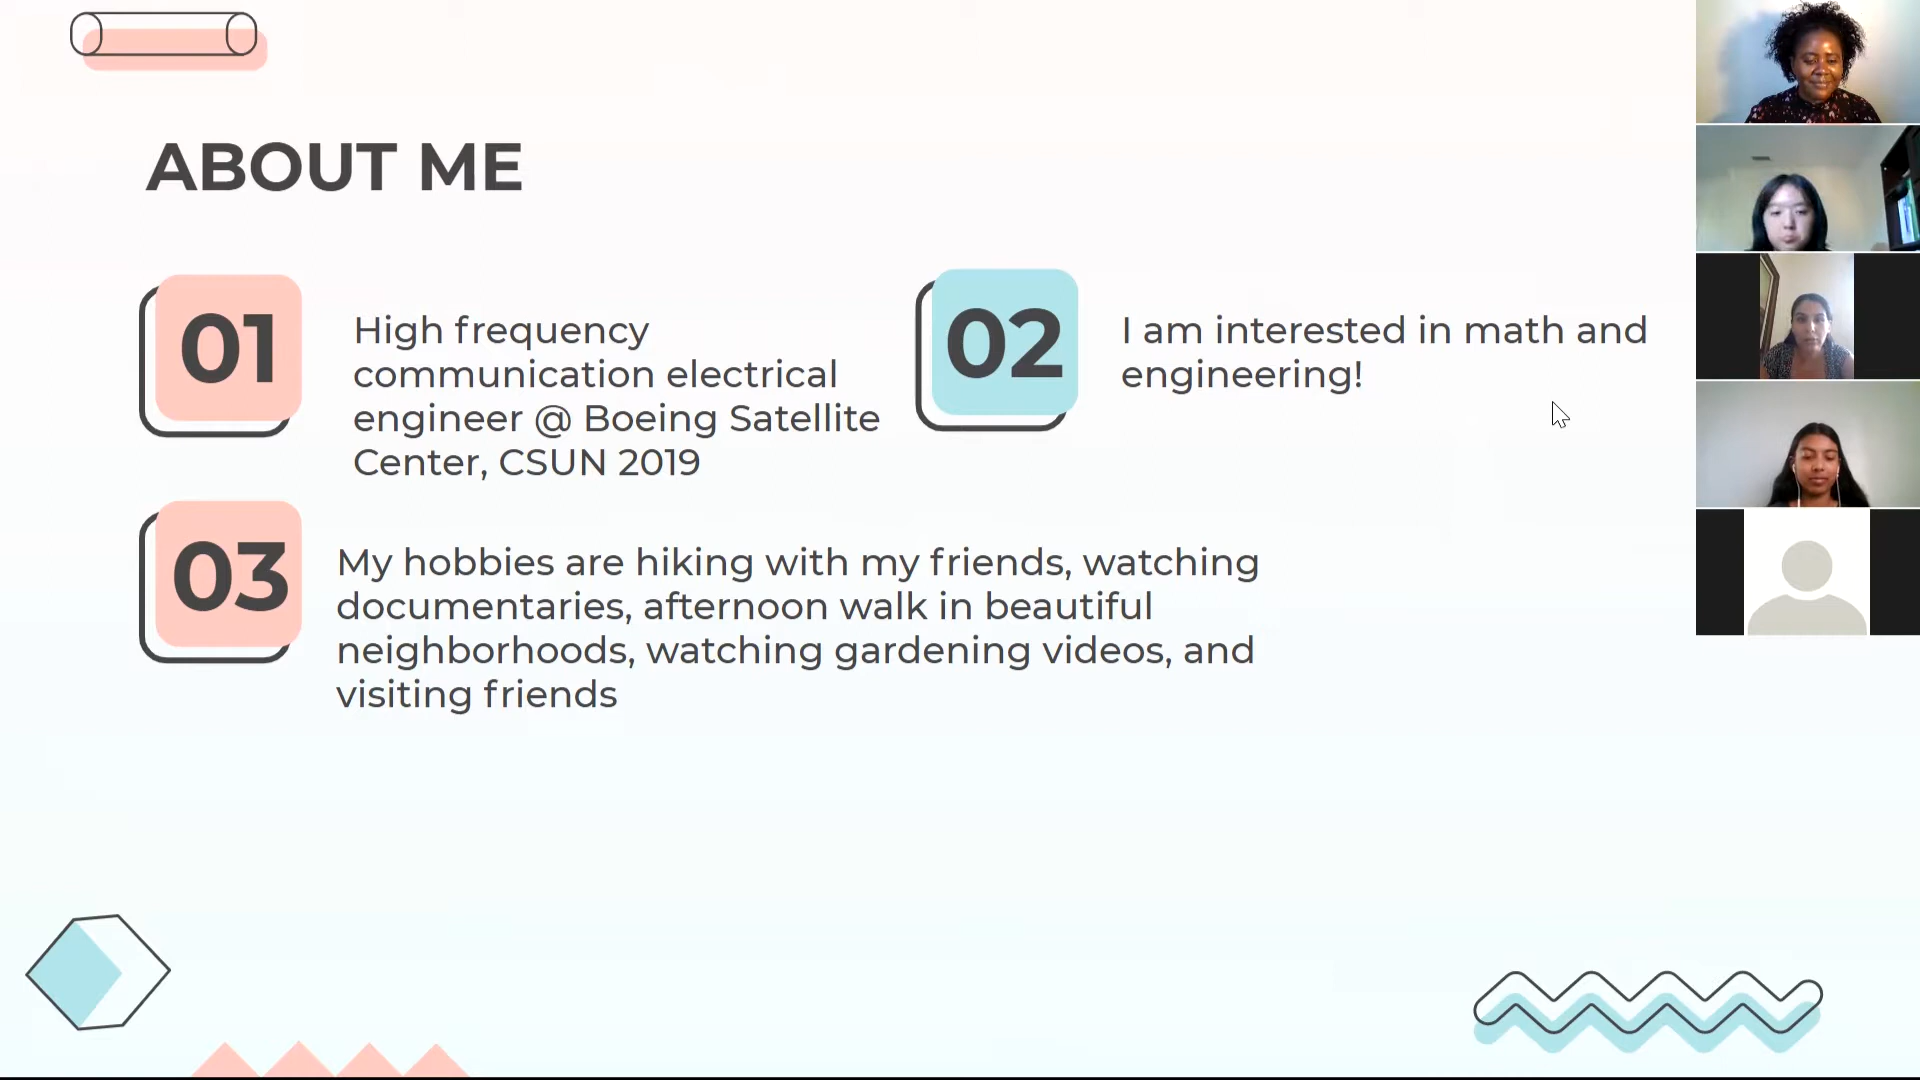 ABOUT ME
01
High frequency
communication electrical
engineer @ Boeing Satellite
Center, CSUN 2019
02
I am interested in math and
engineering!
03
My hobbies are hiking with my friends, watching
documentaries, afternoon walk in beautiful
neighborhoods, watching gardening videos, and
visiting friends